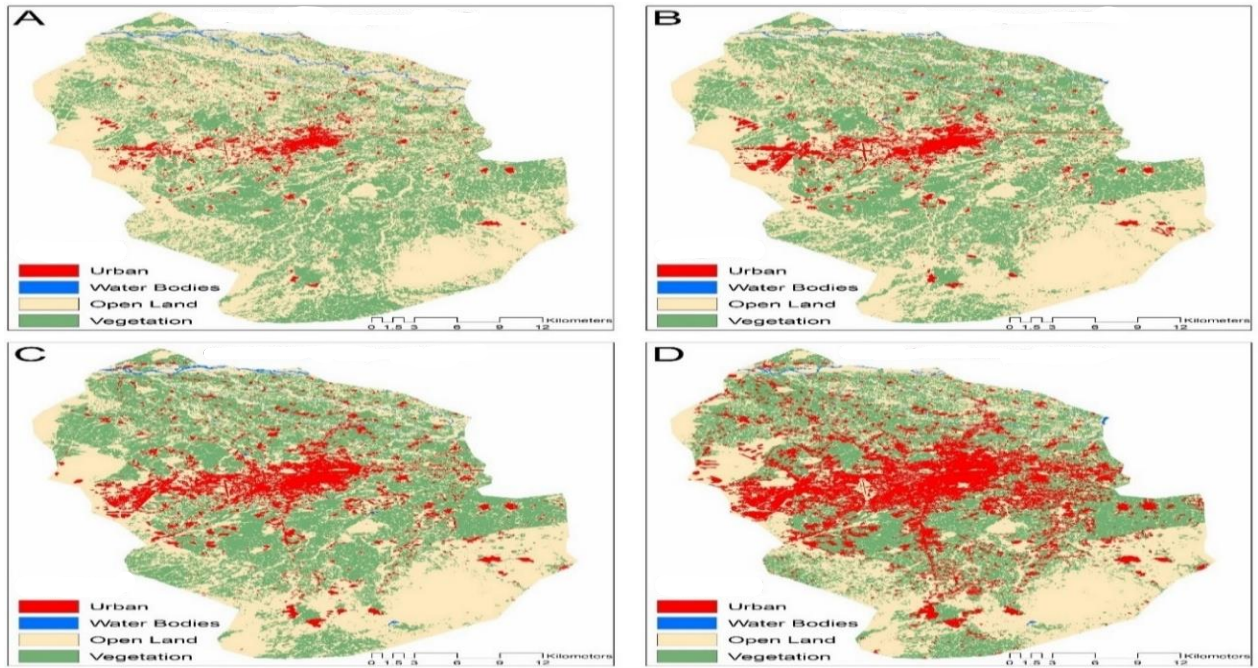 A
Urban
Water Bodies
Open Land
Vegetation
0 1.5 3 6 9 12
Kilometers
B
Urban
Water Bodies
Open Land
Vegetation
0 1.5 3 6 9 12
Kilometers
C
Urban
Water Bodies
Open Land
Vegetation
0 1.5 3 6 9 12
Kilometers
D
Urban
Water Bodies
Open Land
Vegetation
0 1.5 3 6 9 12
Kilometers